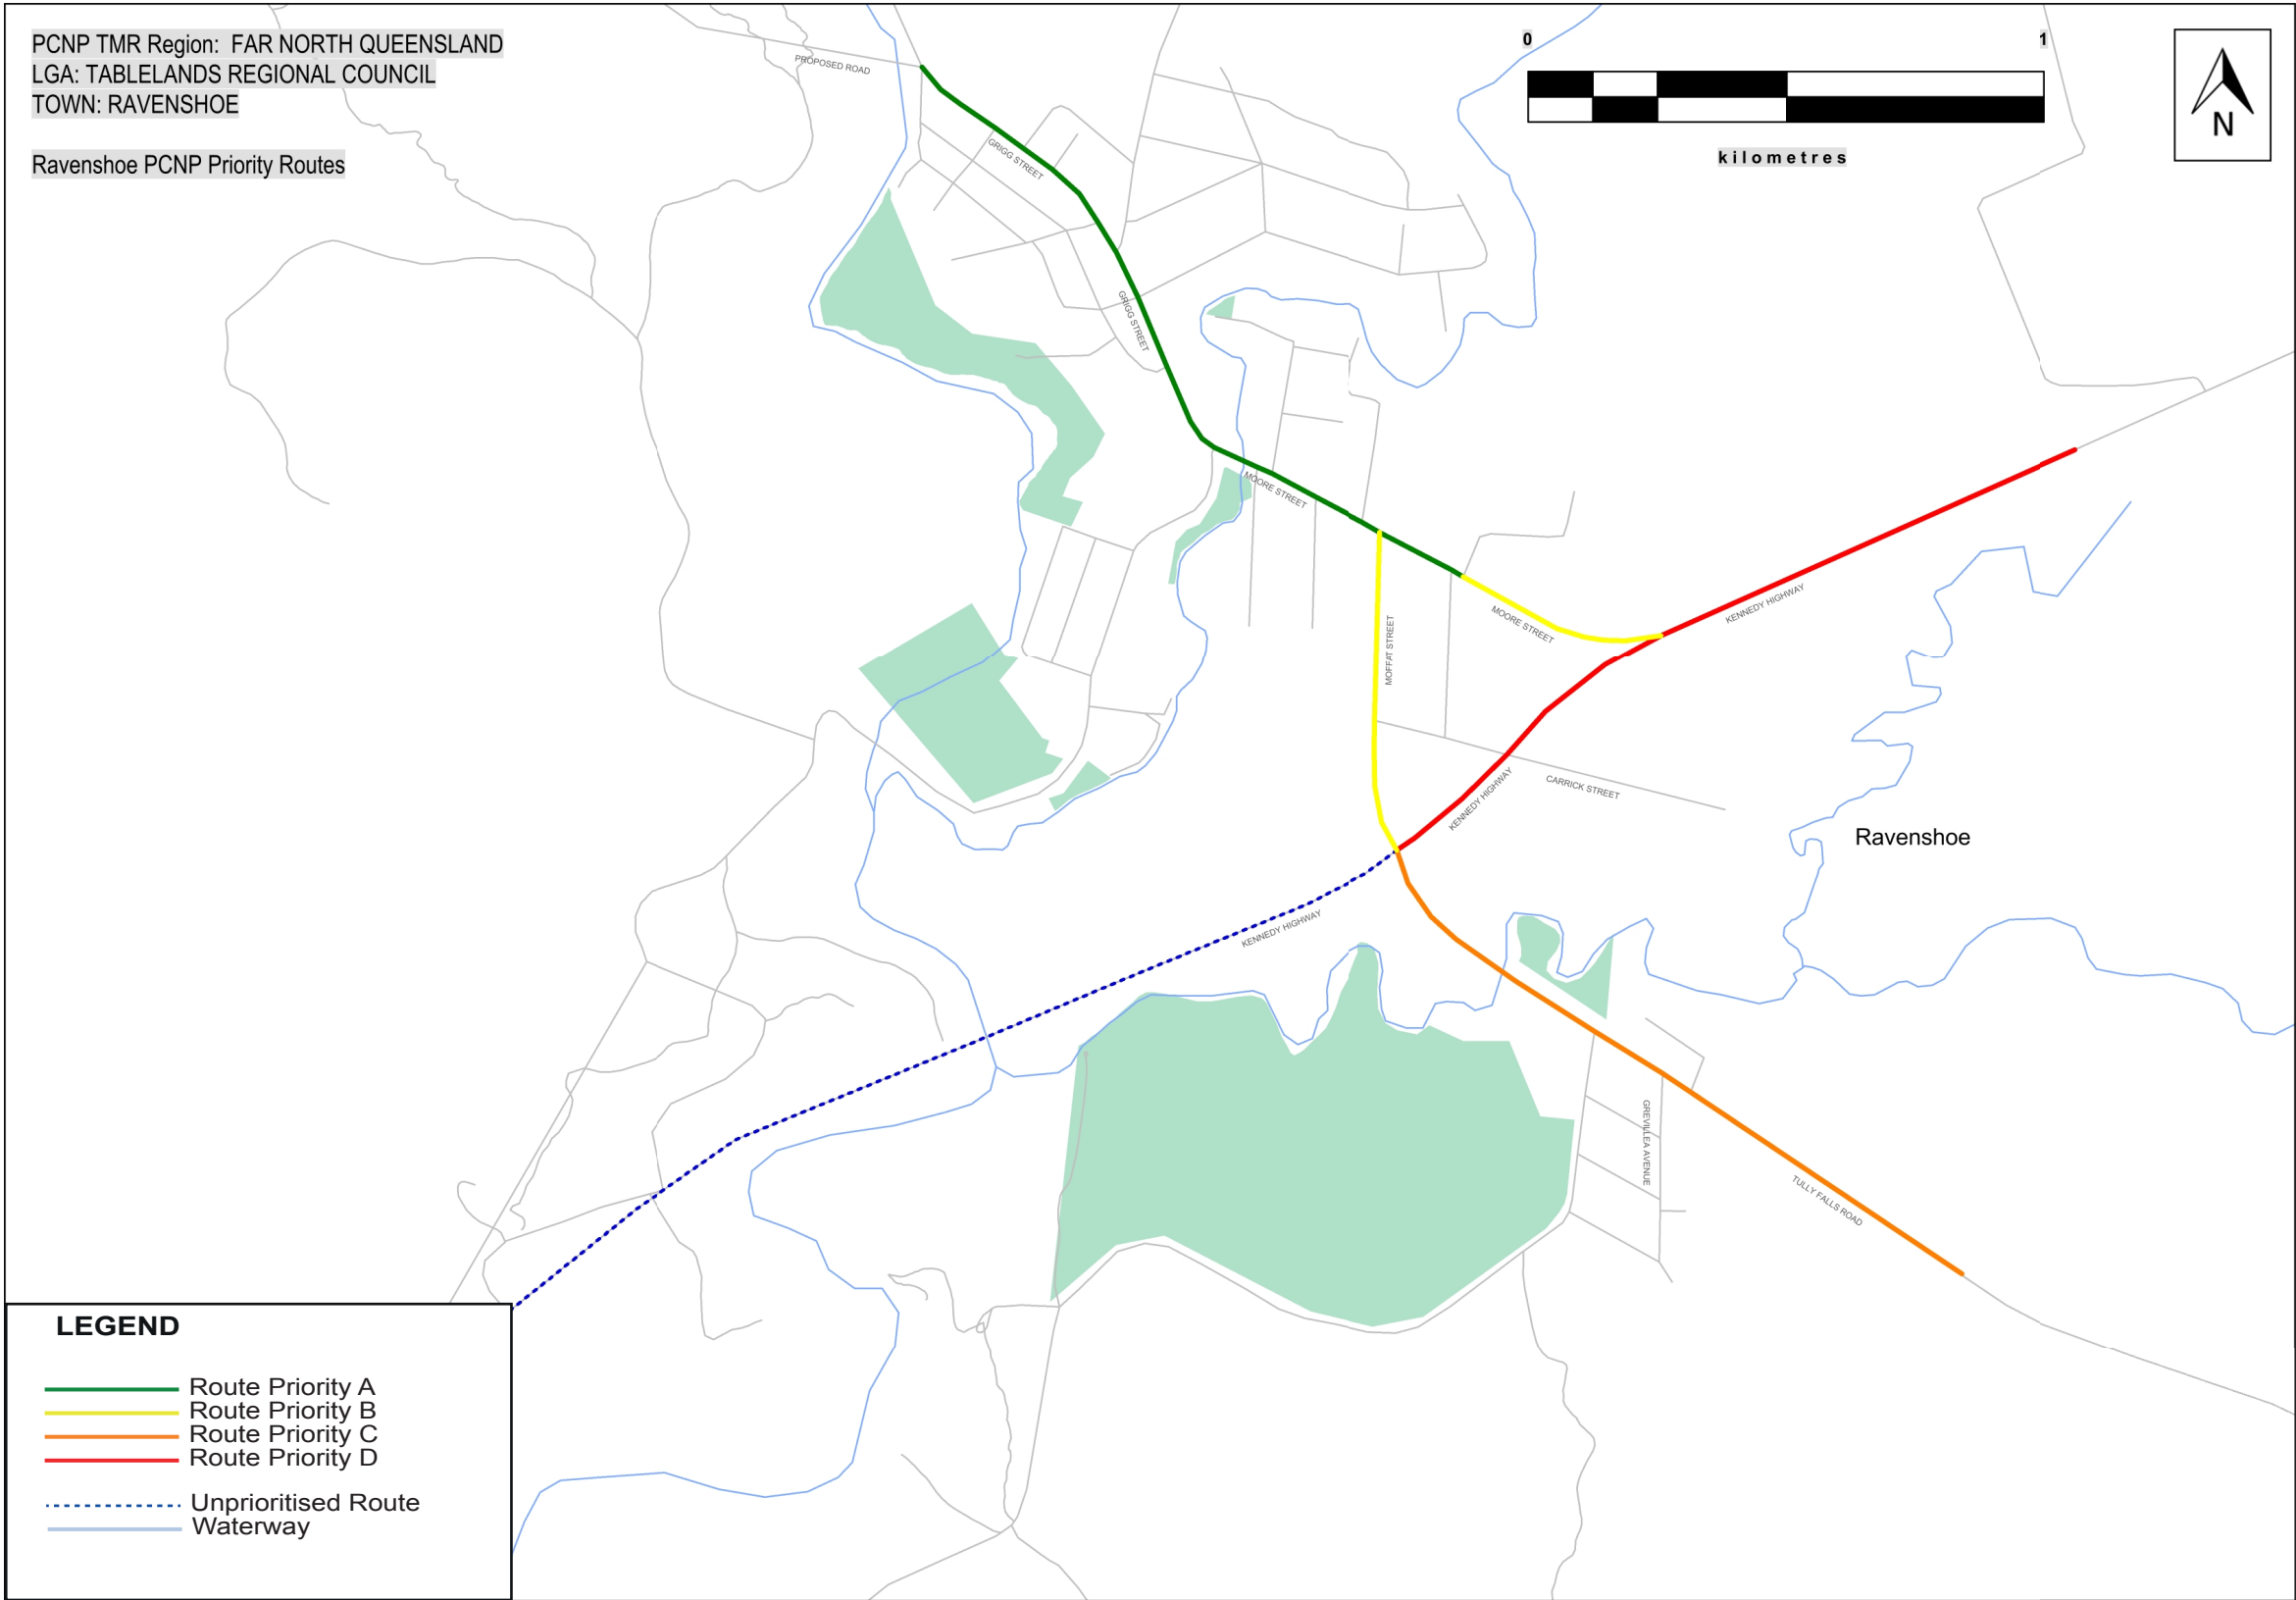 PCNP TMR Region: FAR NORTH QUEENSLAND
LGA: TABLELANDS REGIONAL COUNCIL
TOWN: RAVENSHOE
Ravenshoe PCNP Priority Routes
0
1
kilometres
N
PROPOSED ROAD
GRIGG STREET
GRIGG STREET
MOORE STREET
MOORE STREET
KENNEDY HIGHWAY
MOFFAT STREET
KENNEDY HIGHWAY
CARRICK STREET
Ravenshoe
KENNEDY HIGHWAY
GREVILLEA AVENUE
TULLY FALLS ROAD
LEGEND
Route Priority A
Route Priority B
Route Priority C
Route Priority D
Unprioritised Route
Waterway